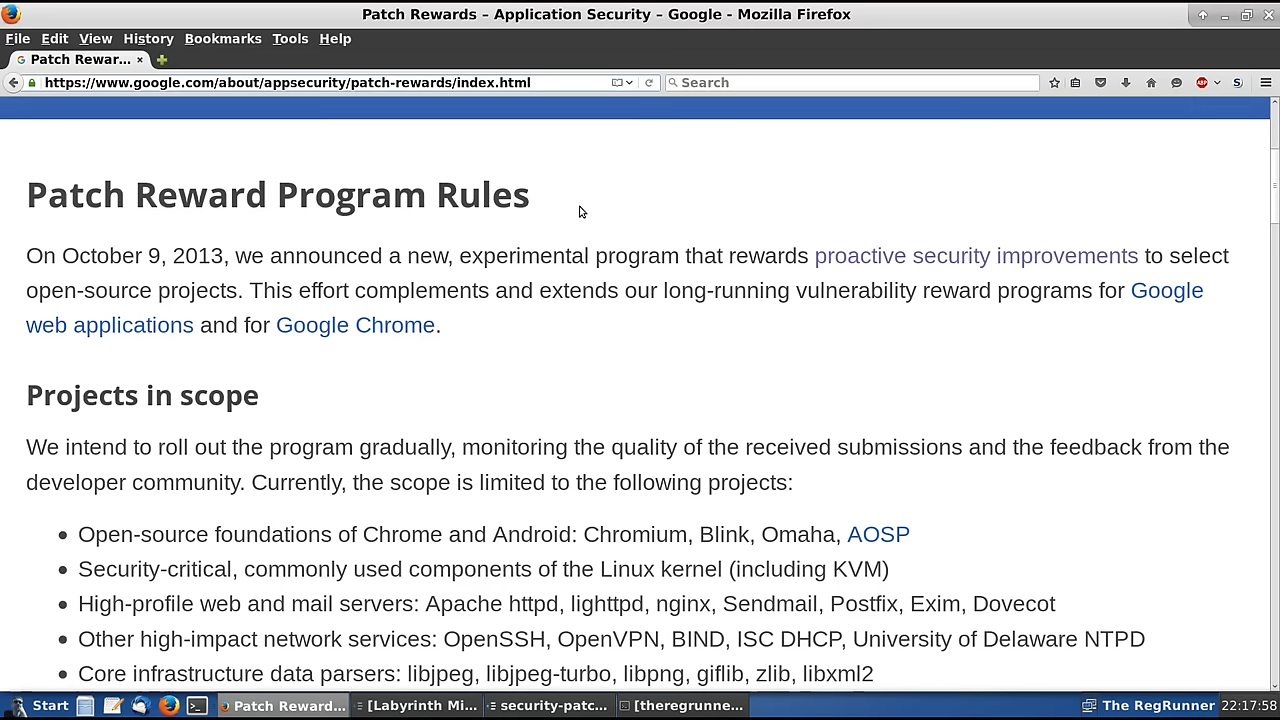 Patch Rewards – Application Security – Google - Mozilla Firefox
File Edit View History Bookmarks Tools Help
Patch Rewar... ×
https://www.google.com/about/appsecurity/patch-rewards/index.html
Search
Patch Reward Program Rules
On October 9, 2013, we announced a new, experimental program that rewards proactive security improvements to select
open-source projects. This effort complements and extends our long-running vulnerability reward programs for Google
web applications and for Google Chrome.
Projects in scope
We intend to roll out the program gradually, monitoring the quality of the received submissions and the feedback from the
developer community. Currently, the scope is limited to the following projects:
• Open-source foundations of Chrome and Android: Chromium, Blink, Omaha, AOSP
• Security-critical, commonly used components of the Linux kernel (including KVM)
• High-profile web and mail servers: Apache httpd, lighttpd, nginx, Sendmail, Postfix, Exim, Dovecot
• Other high-impact network services: OpenSSH, OpenVPN, BIND, ISC DHCP, University of Delaware NTPD
• Core infrastructure data parsers: libjpeg, libjpeg-turbo, libpng, giflib, zlib, libxml2
Start Patch Reward... [Labyrinth Mi... security-patc... [theregrunne... The RegRunner 22:17:58